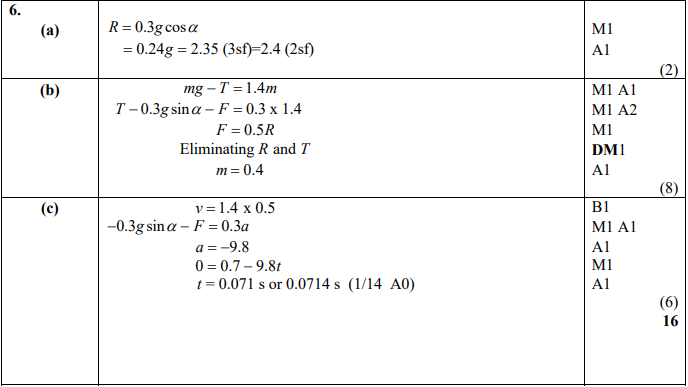 6.
(a) R = 0.3g cos α M1
= 0.24g = 2.35 (3sf)=2.4 (2sf) A1
(2)
(b) mg – T = 1.4m M1 A1
T – 0.3g sin α – F = 0.3 x 1.4 M1 A2
F = 0.5R M1
Eliminating R and T DM1
m = 0.4 A1
(8)
(c) v = 1.4 x 0.5 B1
–0.3g sin α – F = 0.3a M1 A1
a = –9.8 A1
0 = 0.7 – 9.8t M1
t = 0.071 s or 0.0714 s (1/14 A0) A1
(6)
16